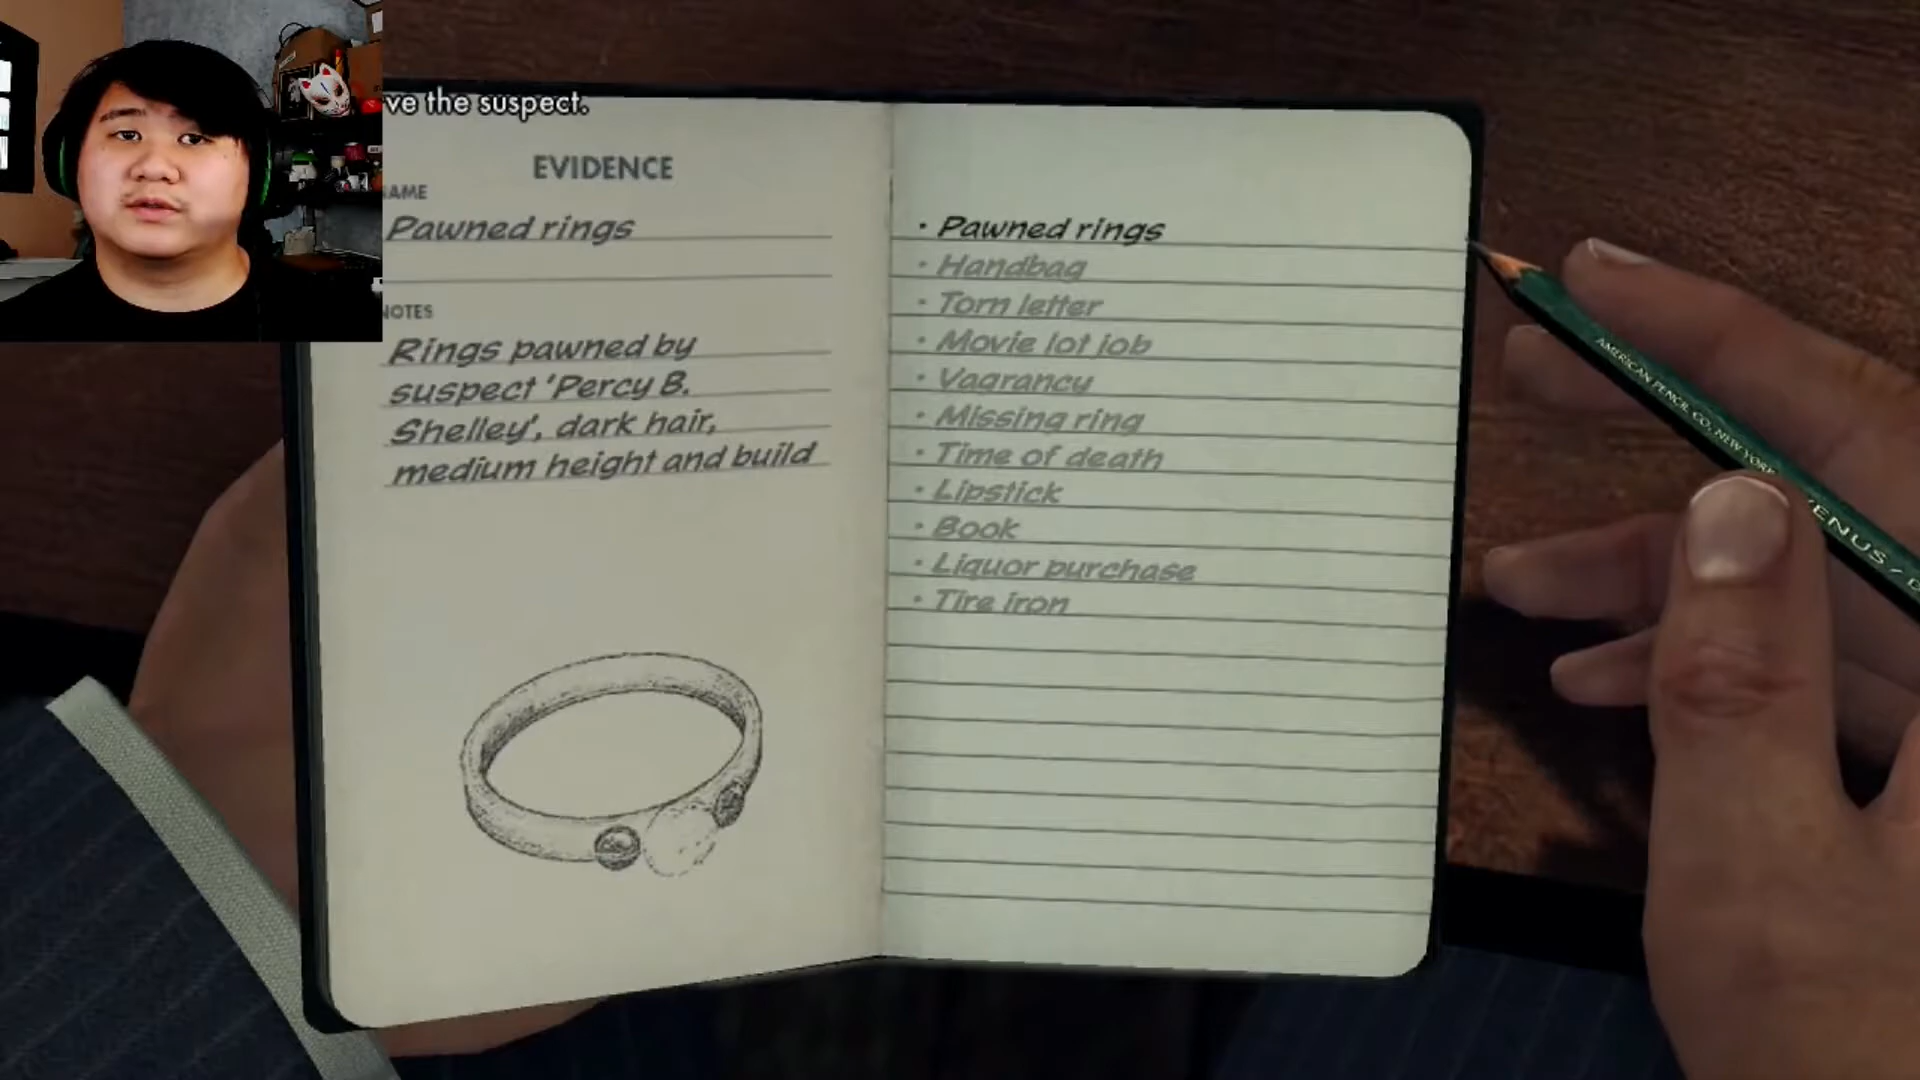 ve the suspect.
EVIDENCE
AME
Pawned rings
NOTES
Rings pawned by
suspect 'Percy B.
Shelley', dark hair,
medium height and build
• Pawned rings
• Handbag
• Torn letter
• Movie lot job
• Vagrancy
• Missing ring
• Time of death
• Lipstick
• Book
• Liquor purchase
• Tire iron
AMERICAN PENCIL CO. NEW YORK
VENUS /